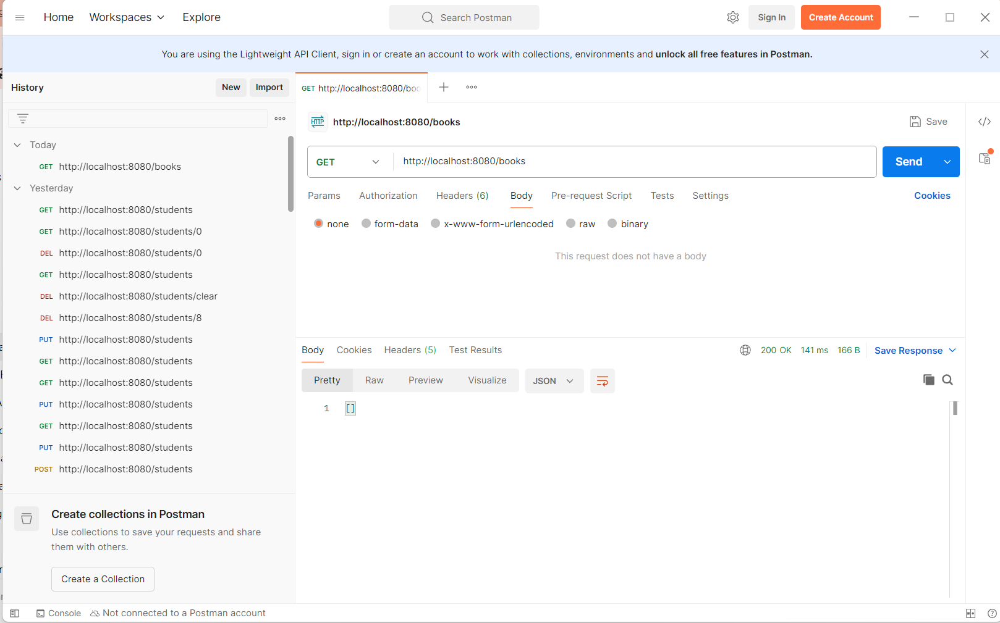 Home Workspaces Explore Search Postman Sign In Create Account
You are using the Lightweight API Client, sign in or create an account to work with collections, environments and unlock all free features in Postman.
History New Import
GET http://localhost:8080/boo
HTTP http://localhost:8080/books Save
Today
GET http://localhost:8080/books
Yesterday
GET http://localhost:8080/students
GET http://localhost:8080/students/0
DEL http://localhost:8080/students/0
GET http://localhost:8080/students
DEL http://localhost:8080/students/clear
DEL http://localhost:8080/students/8
PUT http://localhost:8080/students
GET http://localhost:8080/students
GET http://localhost:8080/students
PUT http://localhost:8080/students
GET http://localhost:8080/students
PUT http://localhost:8080/students
POST http://localhost:8080/students
Create collections in Postman
Use collections to save your requests and share
them with others.
Create a Collection
GET http://localhost:8080/books Send
Params Authorization Headers (6) Body Pre-request Script Tests Settings Cookies
none form-data x-www-form-urlencoded raw binary
This request does not have a body
Body Cookies Headers (5) Test Results 200 OK 141 ms 166 B Save Response
Pretty Raw Preview Visualize JSON
1 []
Console Not connected to a Postman account